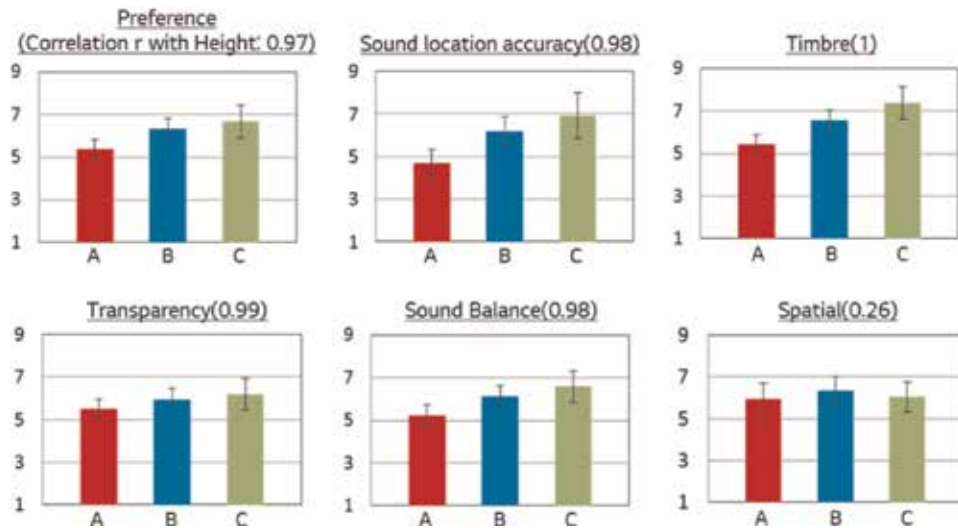 Preference
(Correlation r with Height: 0.97)
Sound location accuracy(0.98)
Timbre(1)
9
7
5
3
1
A B C
9
7
5
3
1
A B C
9
7
5
3
1
A B C
Transparency(0.99)
Sound Balance(0.98)
Spatial(0.26)
9
7
5
3
1
A B C
9
7
5
3
1
A B C
9
7
5
3
1
A B C